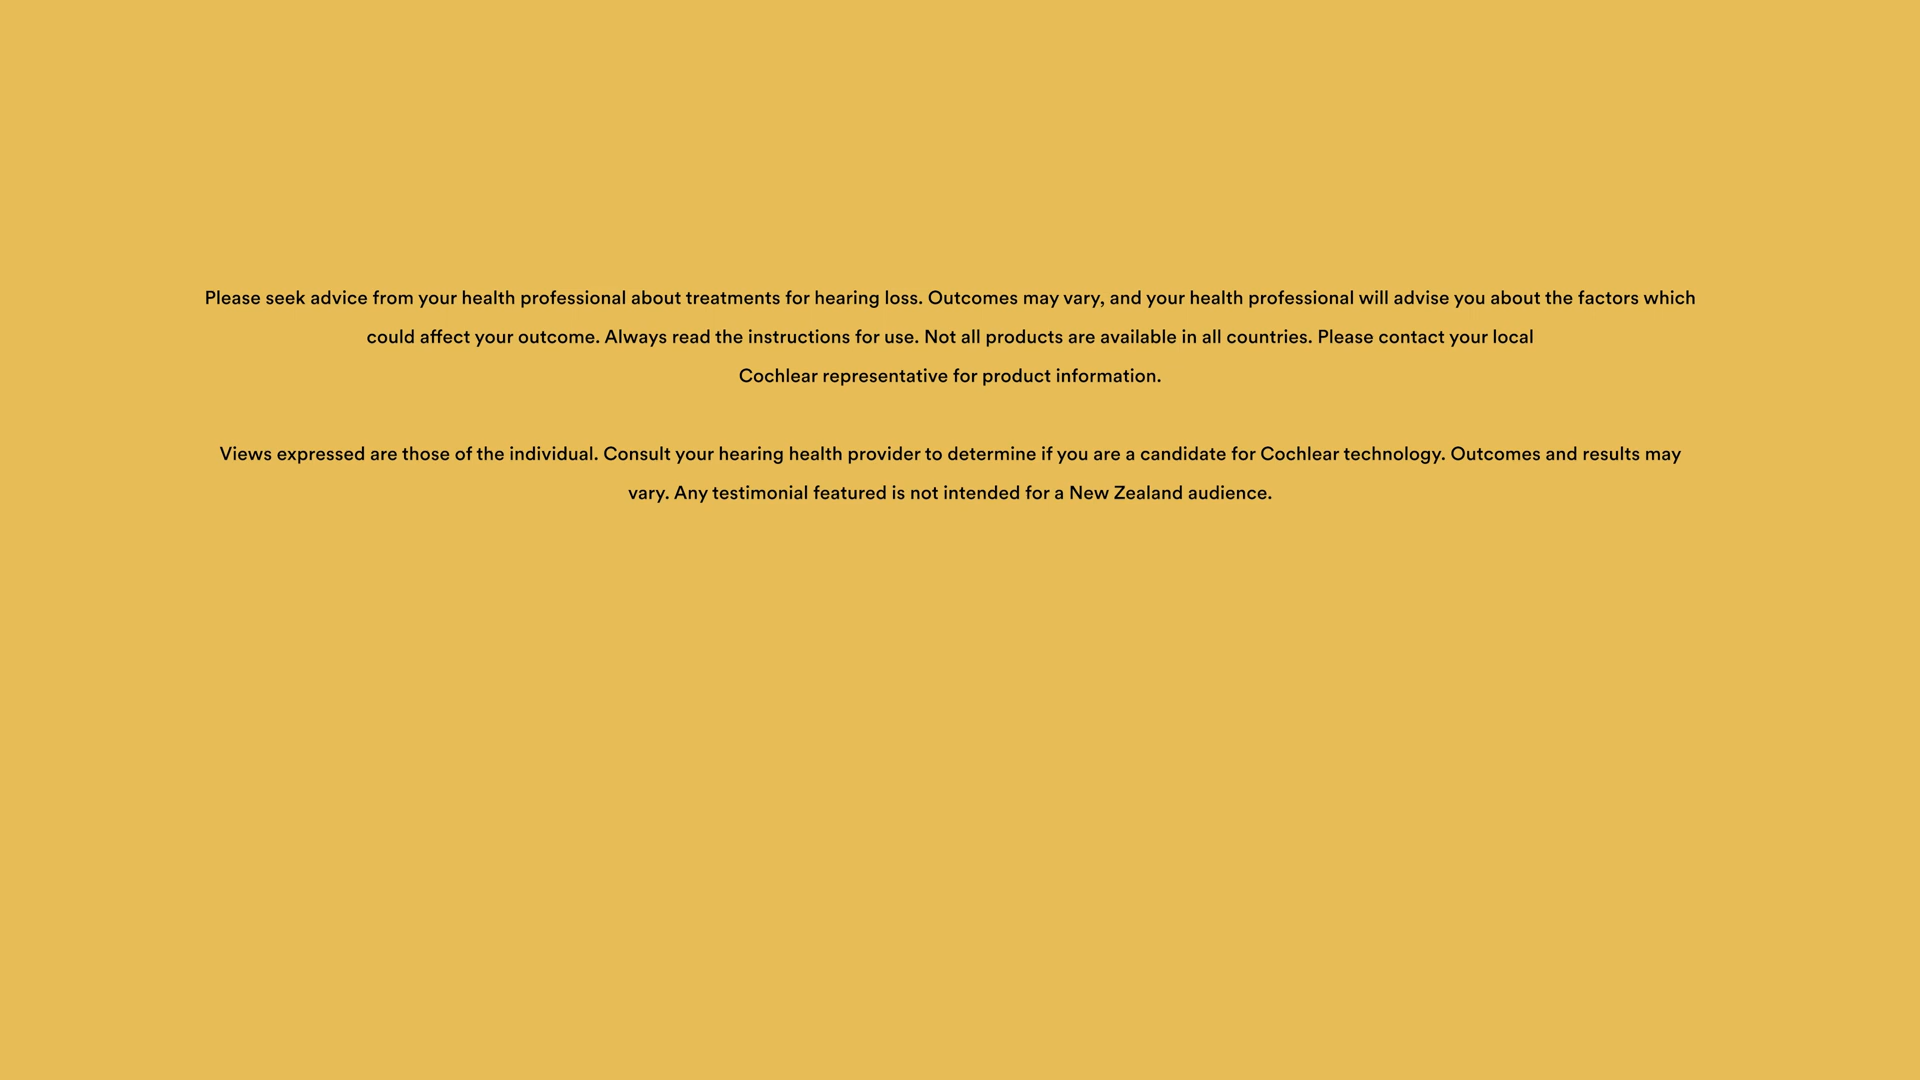 Please seek advice from your health professional about treatments for hearing loss. Outcomes may vary, and your health professional will advise you about the factors which
could affect your outcome. Always read the instructions for use. Not all products are available in all countries. Please contact your local
Cochlear representative for product information.
Views expressed are those of the individual. Consult your hearing health provider to determine if you are a candidate for Cochlear technology. Outcomes and results may
vary. Any testimonial featured is not intended for a New Zealand audience.